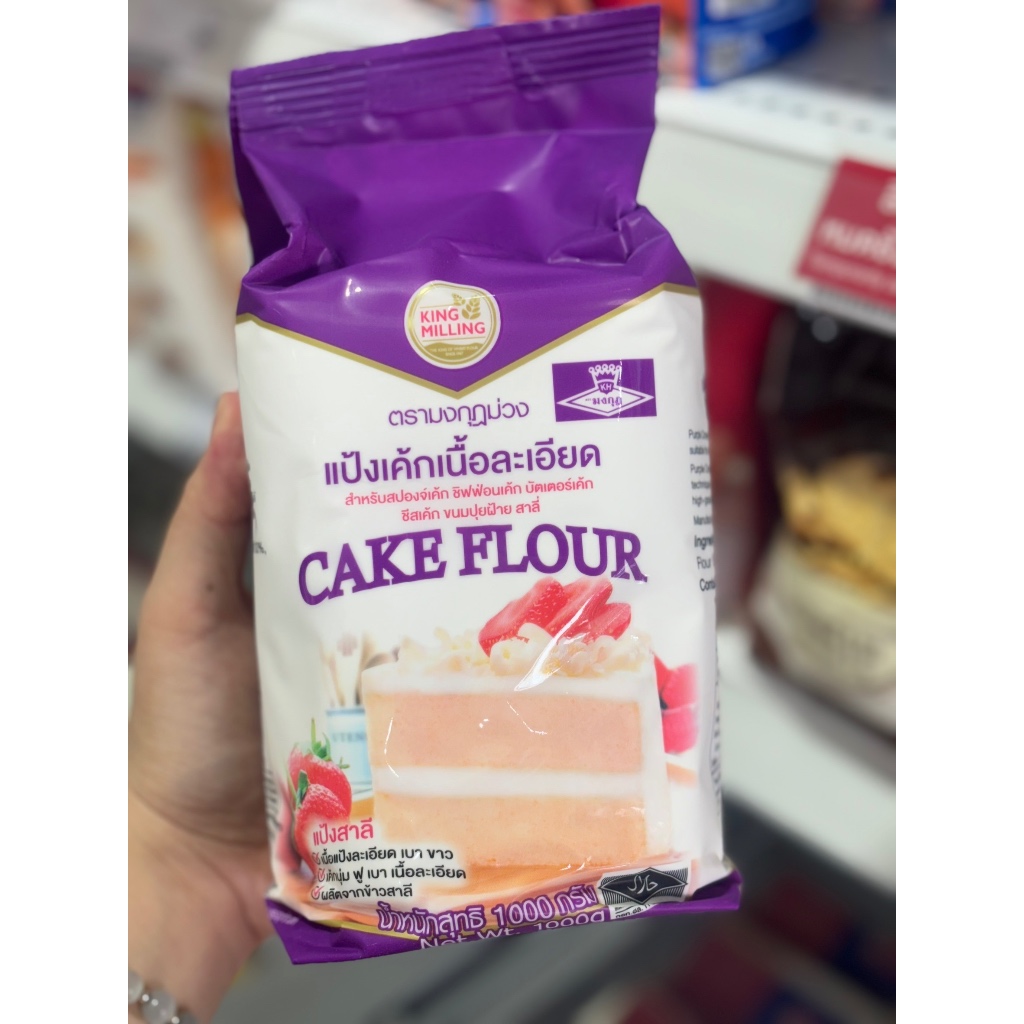 KING
MILLING
KH
มงกุฎ
ตรามงกุฎม่วง
แป้งเค้กเนื้อละเอียด
สำหรับสปองจ์เค้ก ชิฟฟ่อนเค้ก บัตเตอร์เค้ก
ชีสเค้ก ขนมปุยฝ้าย สาลี่
CAKE FLOUR
แป้งสาลี
เนื้อแป้งละเอียด เบา ขาว
เค้กนุ่ม ฟู เบา เนื้อละเอียด
ผลิตจากข้าวสาลี
حلال
น้ำหนักสุทธิ 1000 กรัม
Net Wt. 1000g